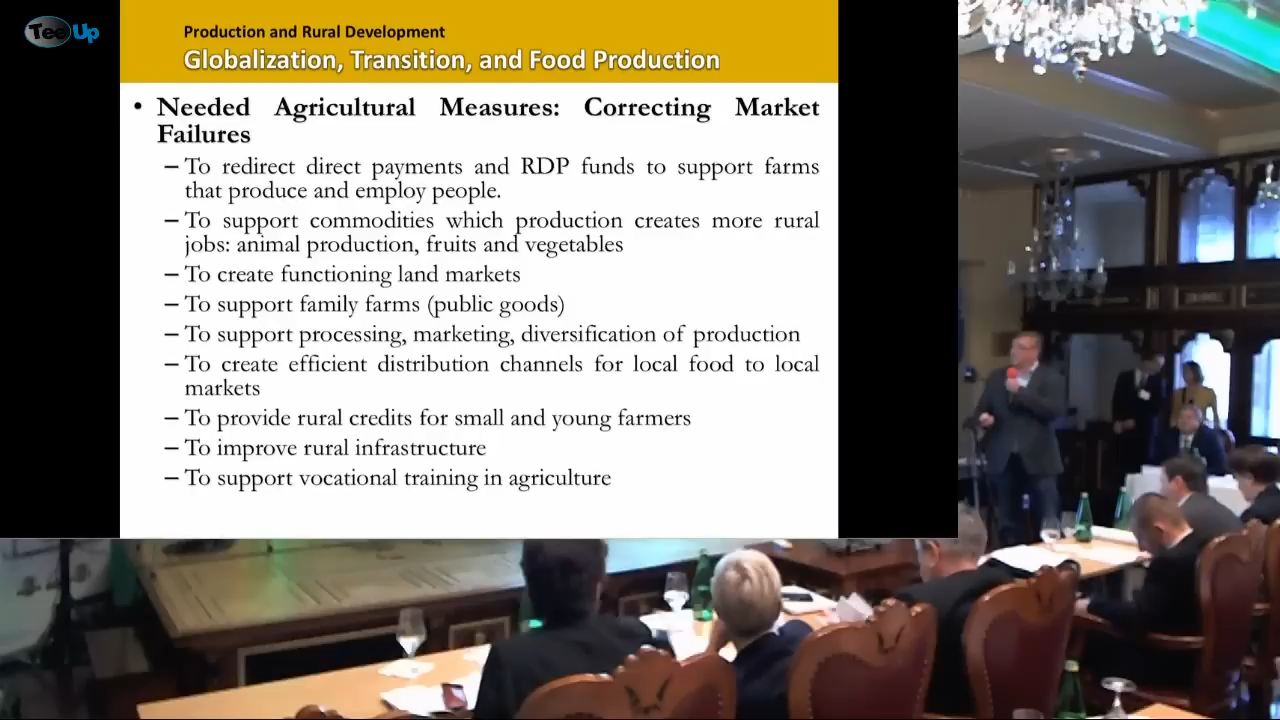 TeeUp
Production and Rural Development
Globalization, Transition, and Food Production
• Needed Agricultural Measures: Correcting Market
Failures
– To redirect direct payments and RDP funds to support farms
that produce and employ people.
– To support commodities which production creates more rural
jobs: animal production, fruits and vegetables
– To create functioning land markets
– To support family farms (public goods)
– To support processing, marketing, diversification of production
– To create efficient distribution channels for local food to local
markets
– To provide rural credits for small and young farmers
– To improve rural infrastructure
– To support vocational training in agriculture